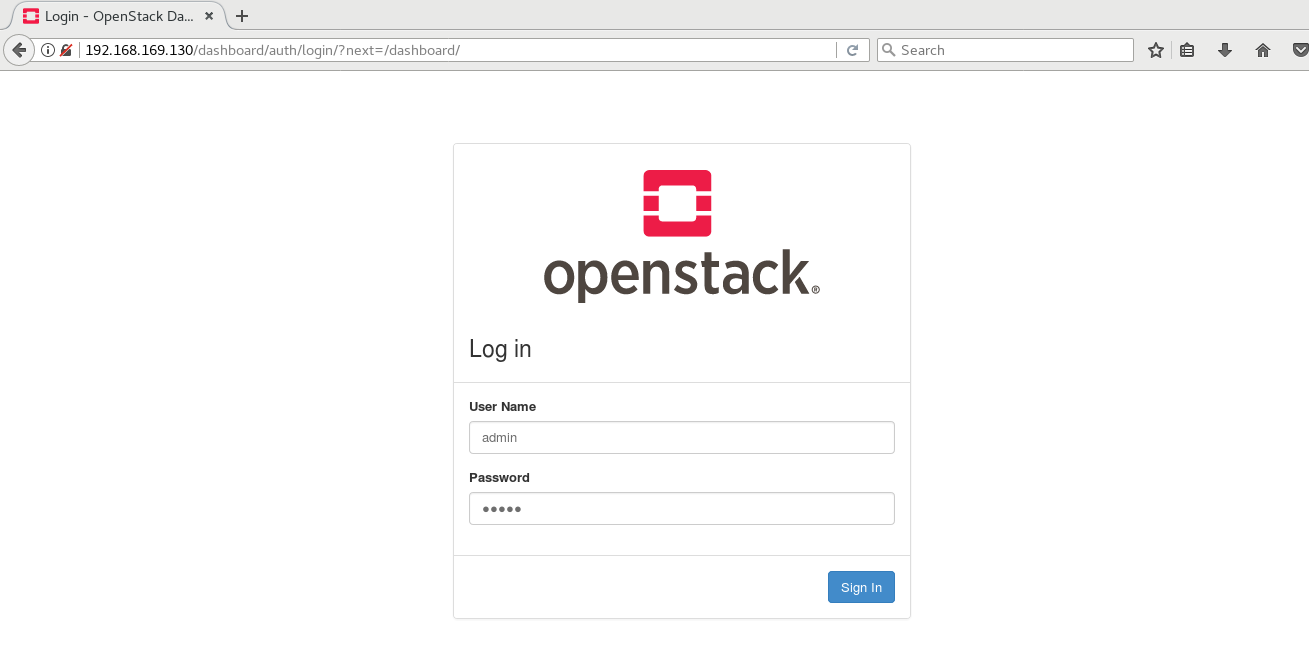 Login - OpenStack Da...
192.168.169.130/dashboard/auth/login/?next=/dashboard/
Search
openstack®
Log in
User Name
admin
Password
•••••
Sign In